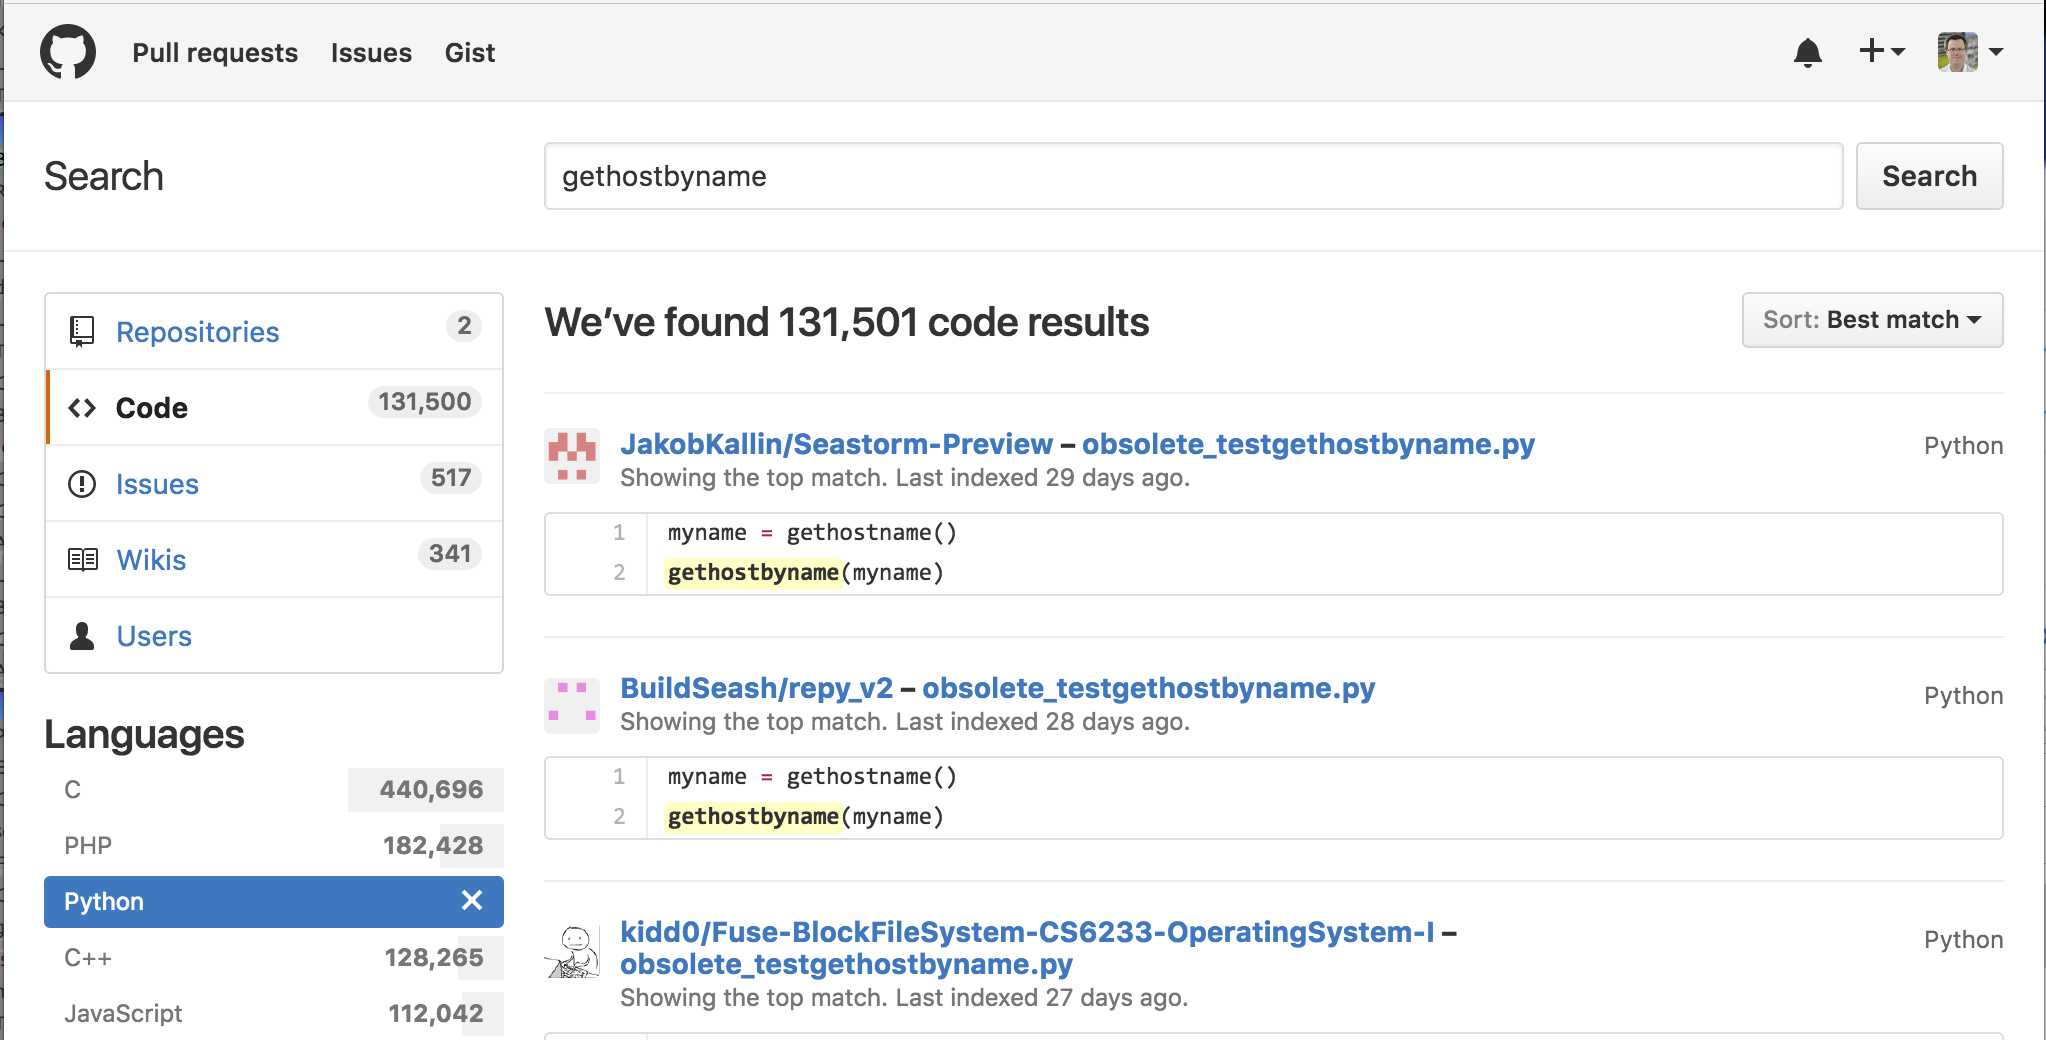 Pull requests Issues Gist
Search gethostbyname Search
Repositories 2
Code 131,500
Issues 517
Wikis 341
Users
Languages
C 440,696
PHP 182,428
Python
C++ 128,265
JavaScript 112,042
We’ve found 131,501 code results
Sort: Best match
JakobKallin/Seastorm-Preview – obsolete_testgethostbyname.py Python
Showing the top match. Last indexed 29 days ago.
1 myname = gethostname()
2 gethostbyname(myname)
BuildSeash/repy_v2 – obsolete_testgethostbyname.py Python
Showing the top match. Last indexed 28 days ago.
1 myname = gethostname()
2 gethostbyname(myname)
kidd0/Fuse-BlockFileSystem-CS6233-OperatingSystem-I – Python
obsolete_testgethostbyname.py
Showing the top match. Last indexed 27 days ago.